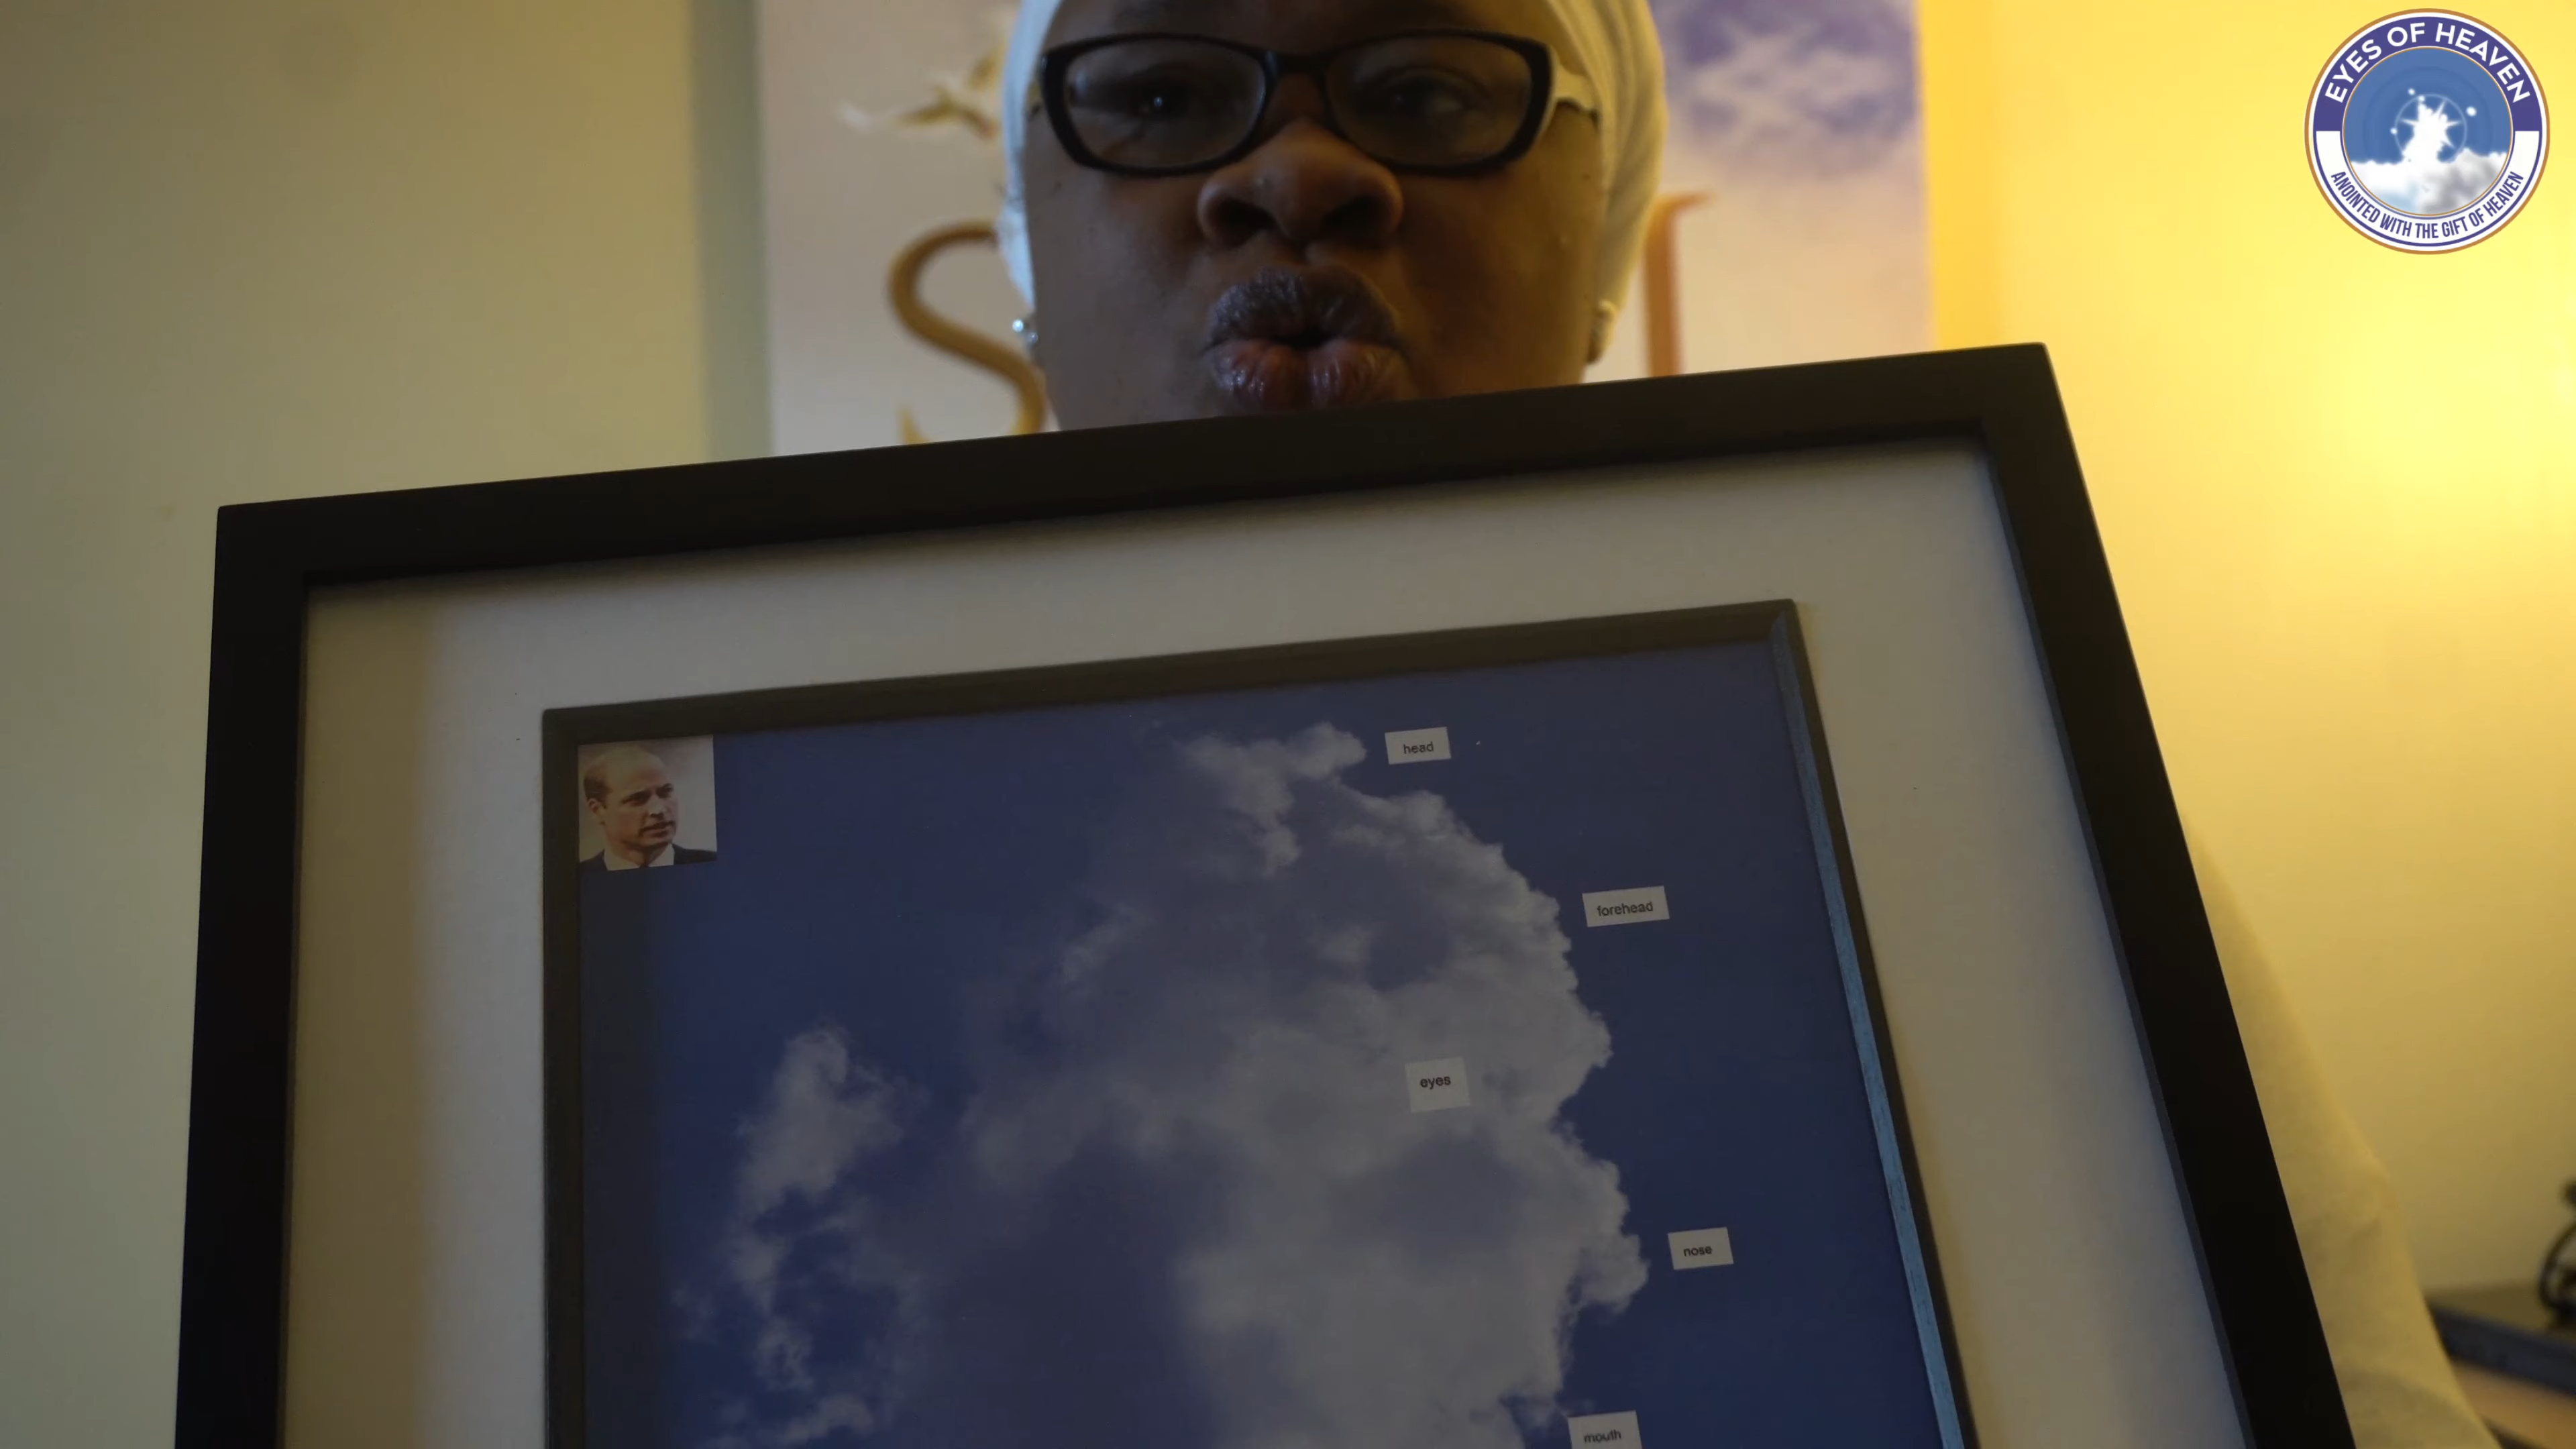 EYES OF HEAVEN
ANOINTED WITH THE GIFT OF HEAVEN
S
head
forehead
eyes
nose
mouth